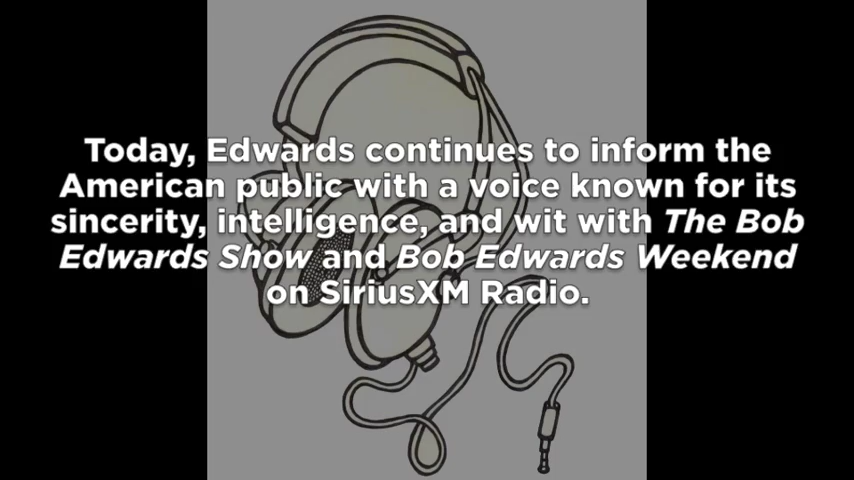 Today, Edwards continues to inform the
American public with a voice known for its
sincerity, intelligence, and wit with The Bob
Edwards Show and Bob Edwards Weekend
on SiriusXM Radio.